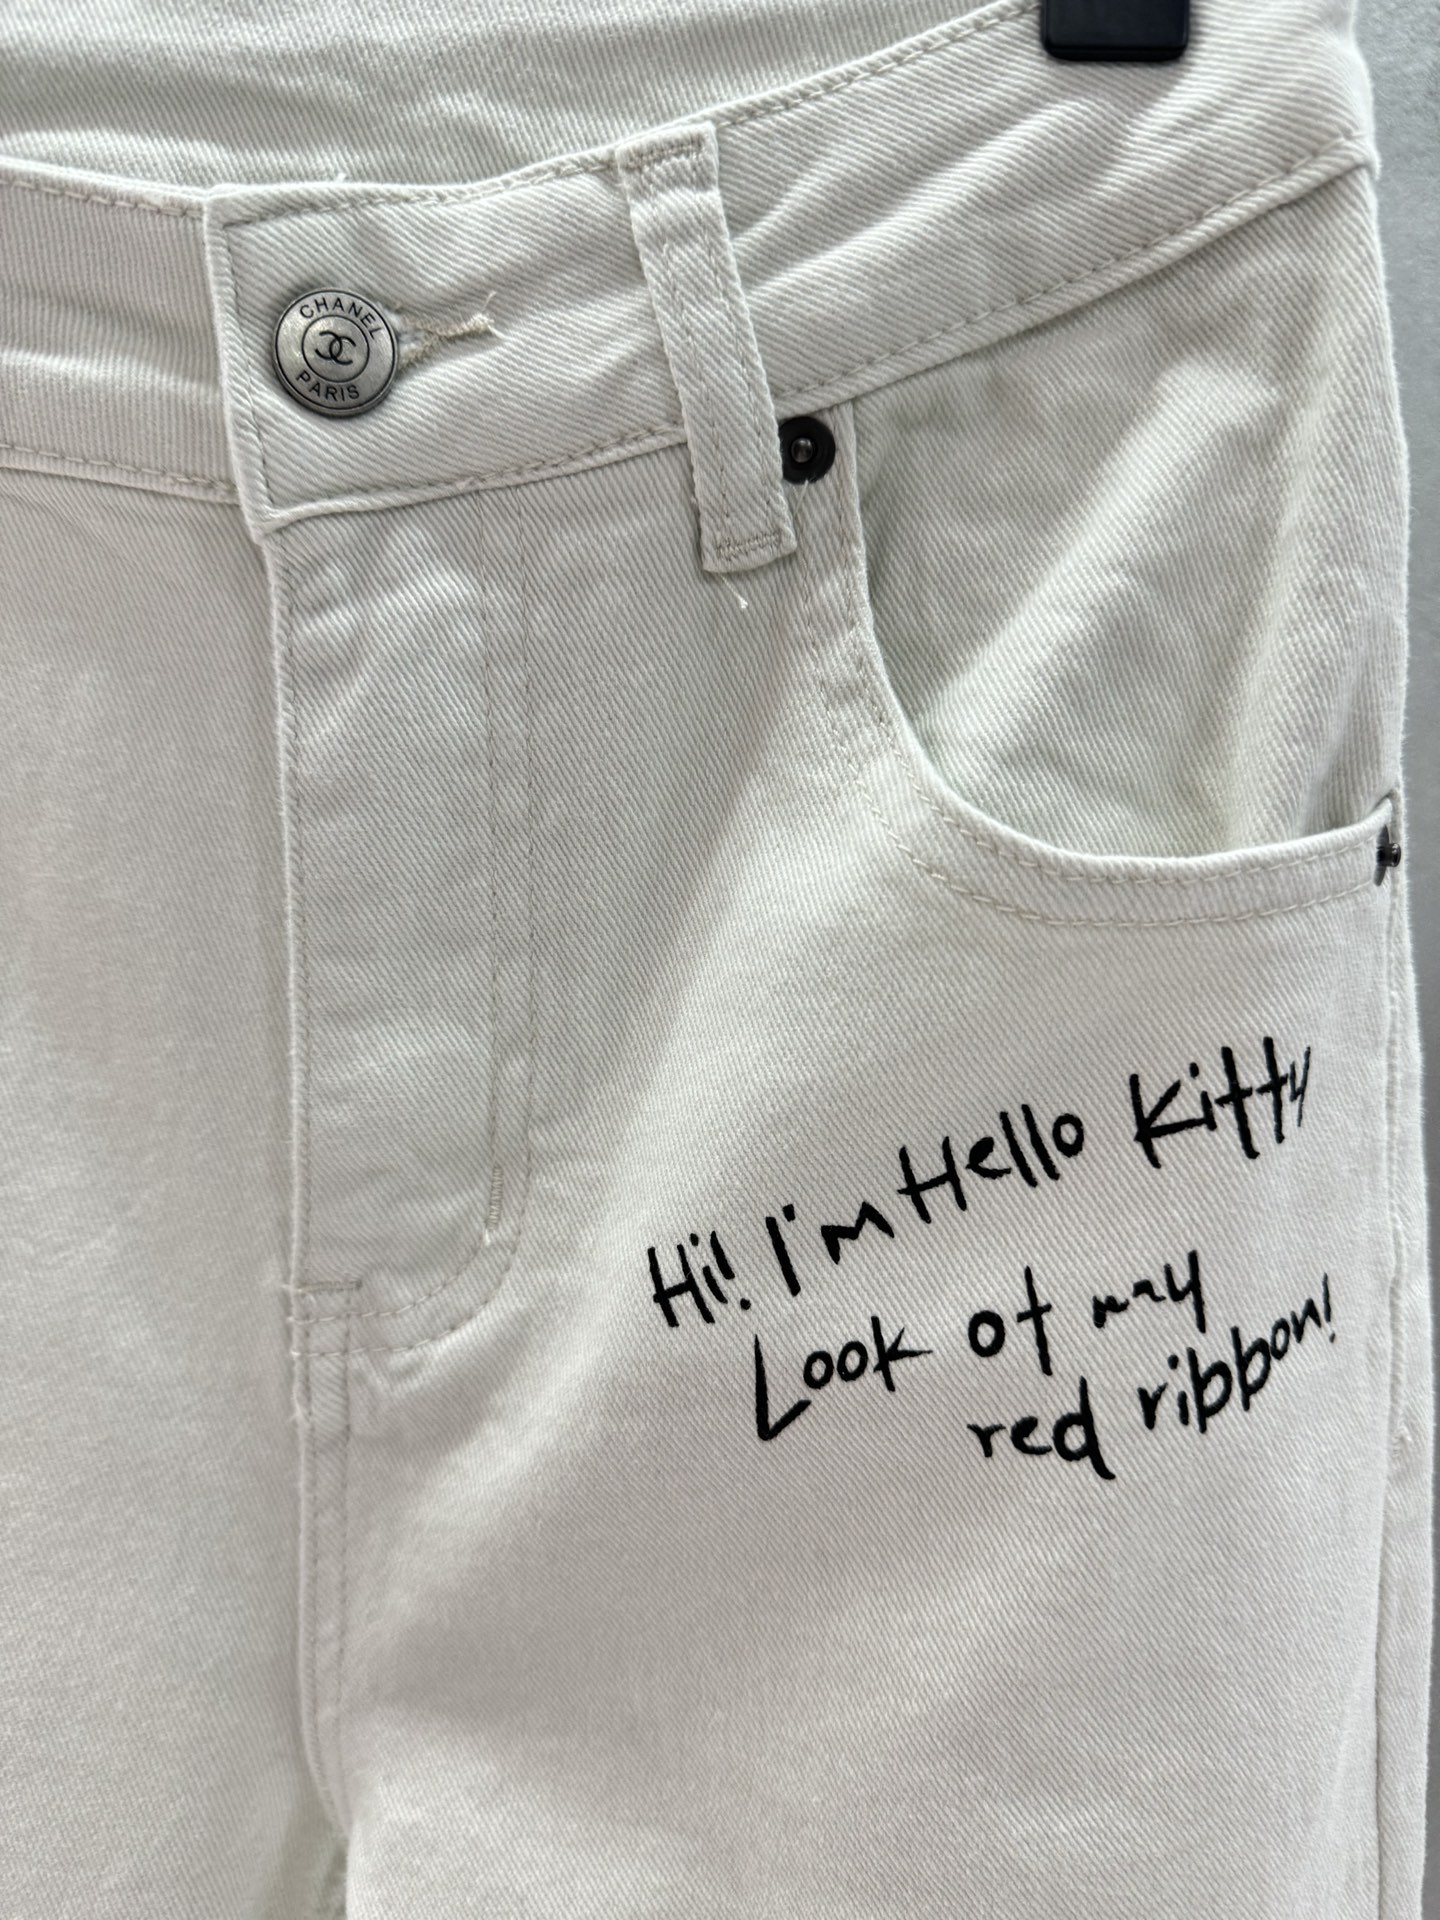 CHANEL
PARIS
Hi! I'm Hello Kitty
Look at my
red ribbon!